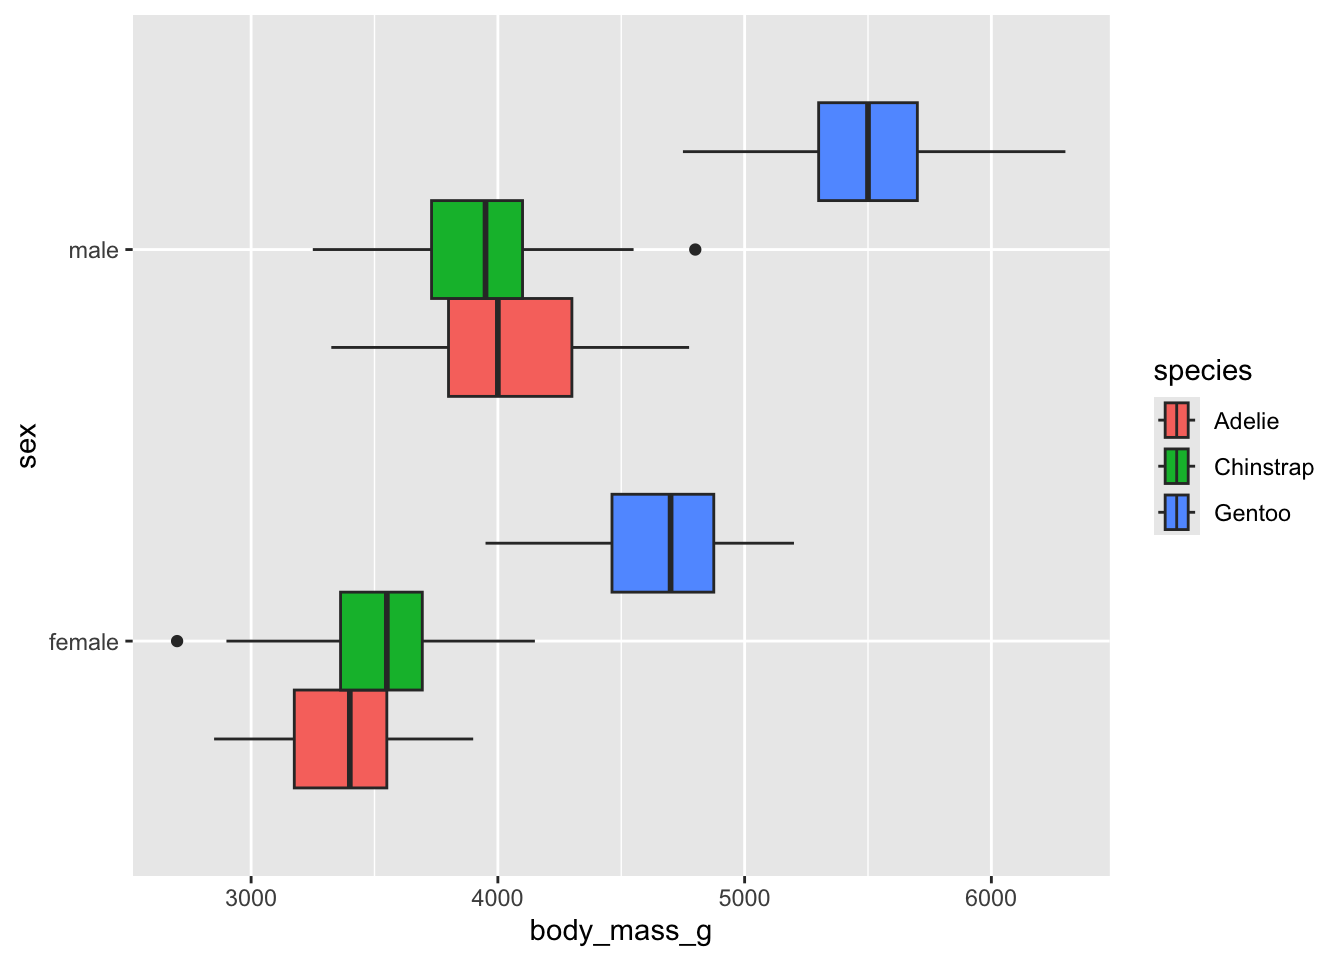 male
female
sex
3000 4000 5000 6000
body_mass_g
species
Adelie
Chinstrap
Gentoo